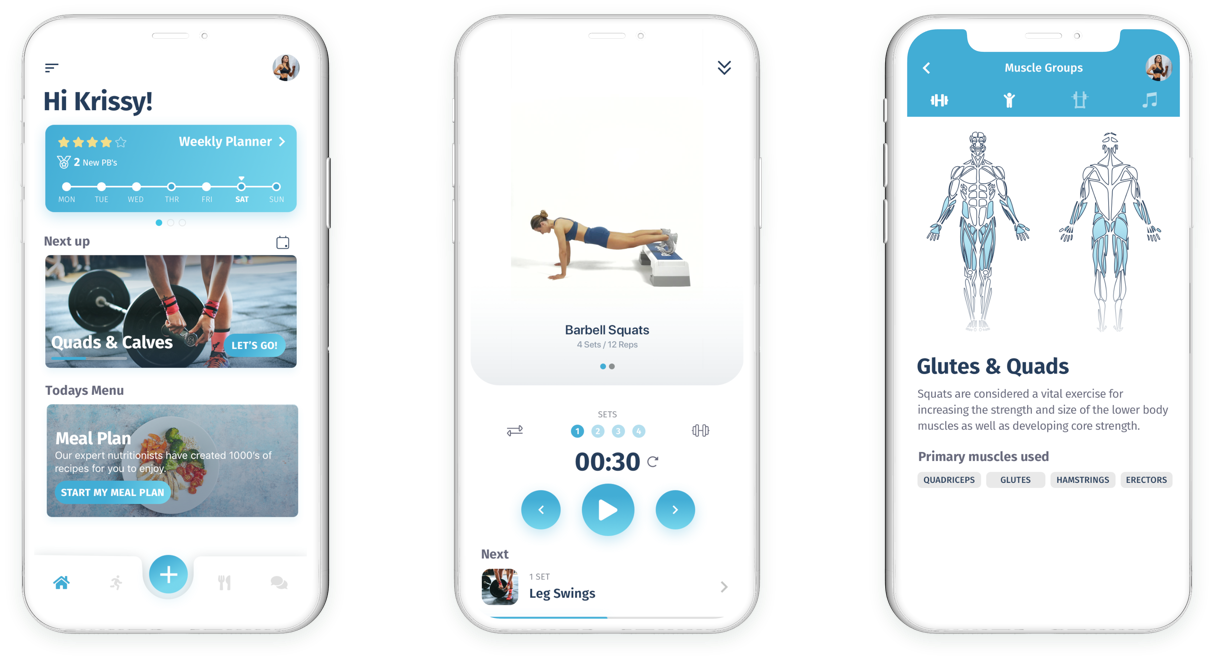 Hi Krissy!
Weekly Planner
2 New PB's
MON TUE WED THR FRI SAT SUN
Next up
Quads & Calves
LET'S GO!
Todays Menu
Meal Plan
Our expert nutritionists have created 1000's of
recipes for you to enjoy.
START MY MEAL PLAN
Barbell Squats
4 Sets / 12 Reps
SETS
1 2 3 4
00:30
Next
1 SET
Leg Swings
Muscle Groups
Glutes & Quads
Squats are considered a vital exercise for
increasing the strength and size of the lower body
muscles as well as developing core strength.
Primary muscles used
QUADRICEPS GLUTES HAMSTRINGS ERECTORS